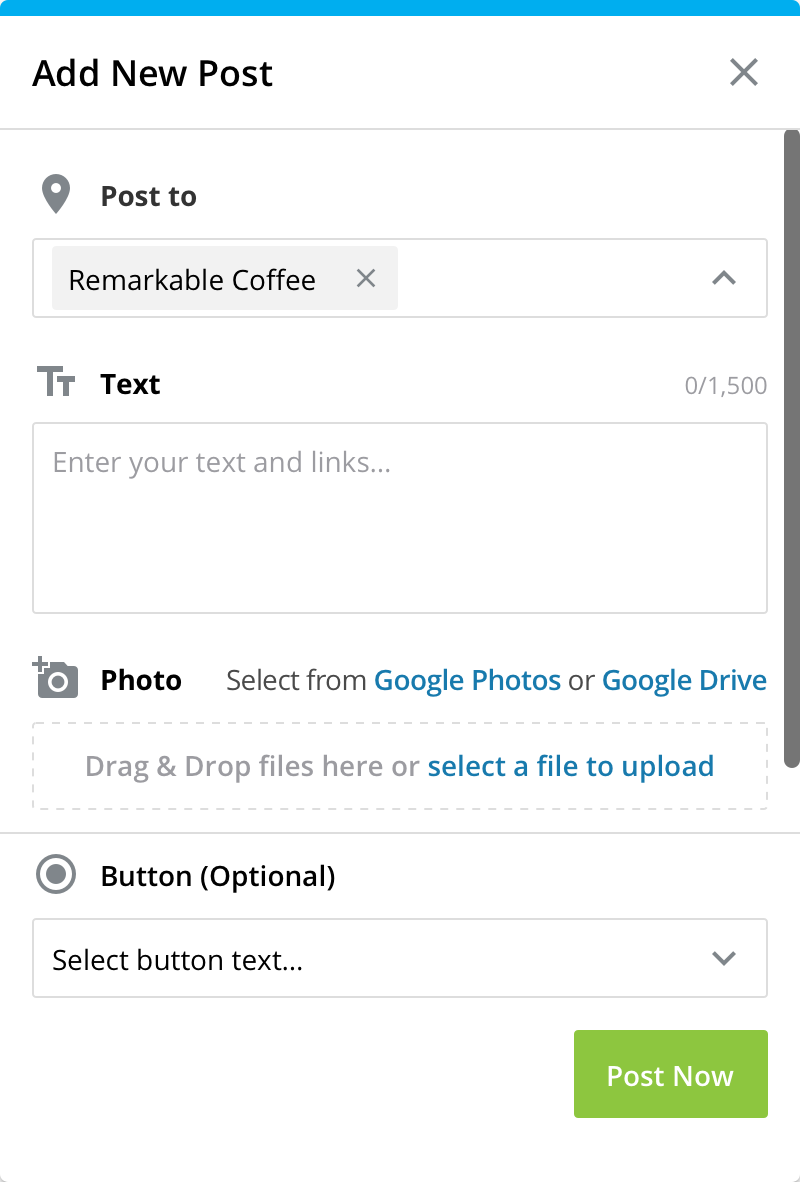 Add New Post
Post to
Remarkable Coffee
Text 0/1,500
Enter your text and links...
Photo Select from Google Photos or Google Drive
Drag & Drop files here or select a file to upload
Button (Optional)
Select button text...
Post Now